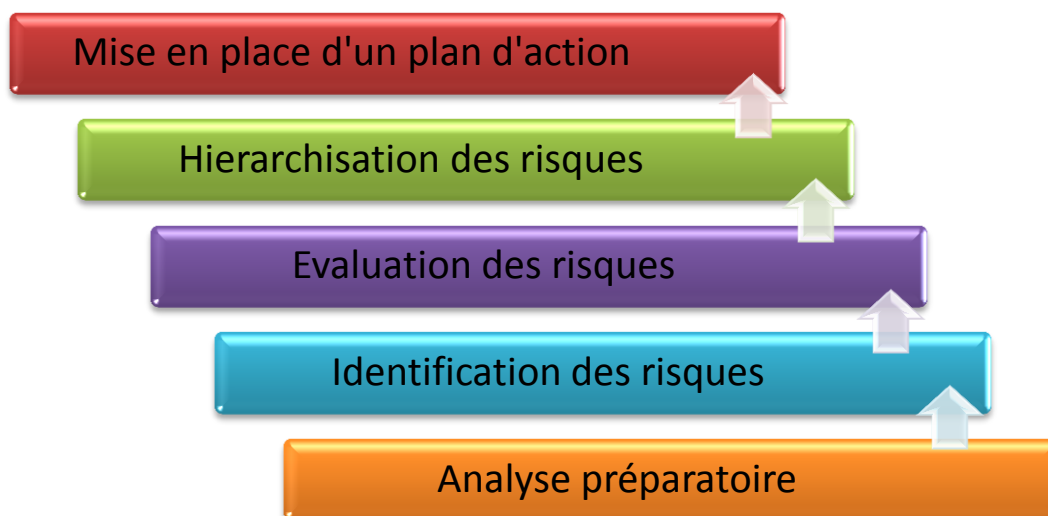 Mise en place d'un plan d'action
Hierarchisation des risques
Evaluation des risques
Identification des risques
Analyse préparatoire